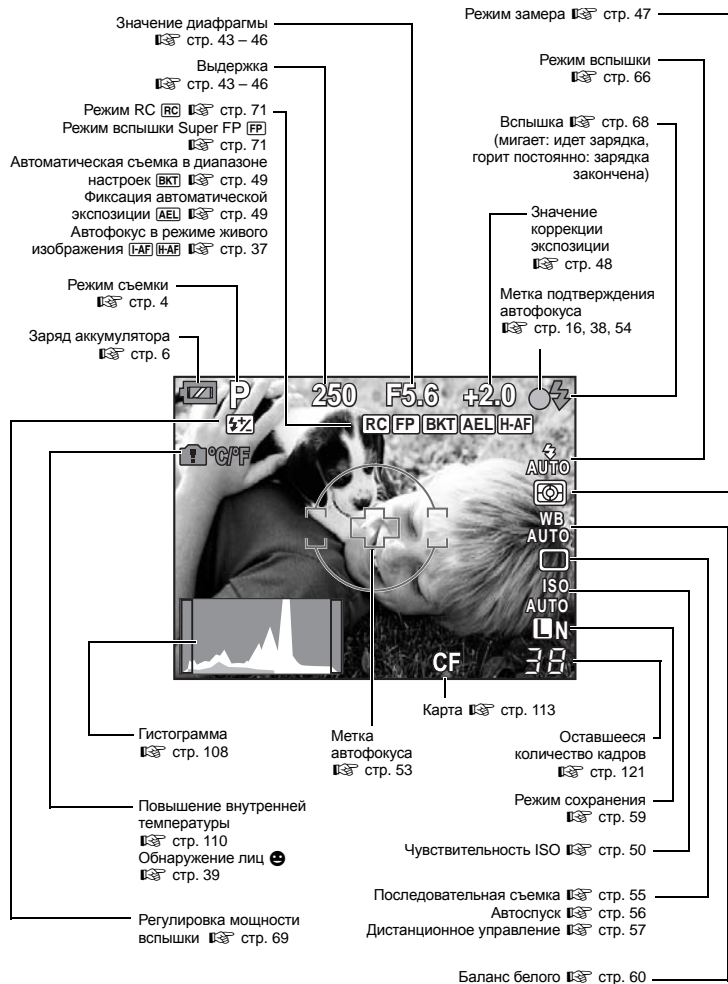 Значение диафрагмы
☞ стр. 43 – 46
Выдержка
☞ стр. 43 – 46
Режим RC RC ☞ стр. 71
Режим вспышки Super FP FP
☞ стр. 71
Автоматическая съемка в диапазоне
настроек BKT ☞ стр. 49
Фиксация автоматической
экспозиции AEL ☞ стр. 49
Автофокус в режиме живого
изображения I-AF H-AF ☞ стр. 37
Режим съемки
☞ стр. 4
Заряд аккумулятора
☞ стр. 6
Режим замера ☞ стр. 47
Режим вспышки
☞ стр. 66
Вспышка ☞ стр. 68
(мигает: идет зарядка,
горит постоянно: зарядка
закончена)
Значение
коррекции
экспозиции
☞ стр. 48
Метка подтверждения
автофокуса
☞ стр. 16, 38, 54
P 250 F5.6 +2.0
RC FP BKT AEL H-AF
°C/°F
AUTO
WB
AUTO
ISO
AUTO
L N
CF 38
Карта ☞ стр. 113
Гистограмма
☞ стр. 108
Метка
автофокуса
☞ стр. 53
Оставшееся
количество кадров
☞ стр. 121
Повышение внутренней
температуры
☞ стр. 110
Обнаружение лиц
☞ стр. 39
Режим сохранения
☞ стр. 59
Чувствительность ISO ☞ стр. 50
Регулировка мощности
вспышки ☞ стр. 69
Последовательная съемка ☞ стр. 55
Автоспуск ☞ стр. 56
Дистанционное управление ☞ стр. 57
Баланс белого ☞ стр. 60